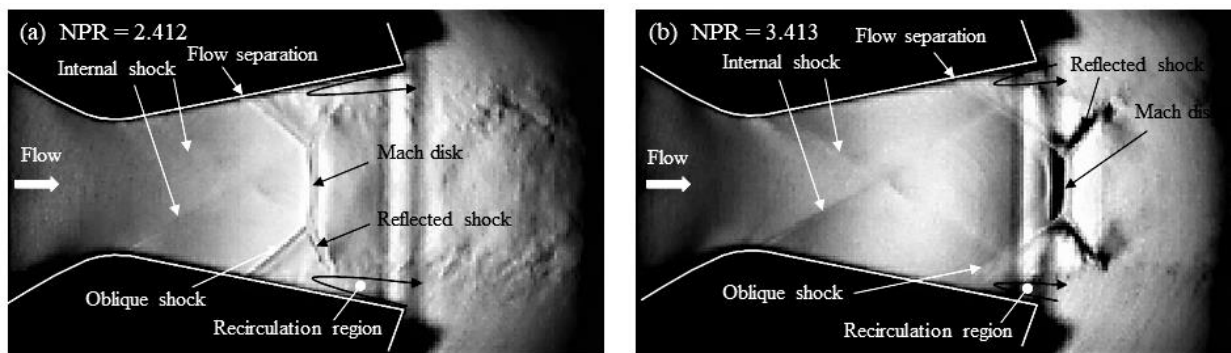 (a) NPR = 2.412
Flow separation
Internal shock
Flow
Mach disk
Reflected shock
Oblique shock
Recirculation region
(b) NPR = 3.413
Flow separation
Internal shock
Reflected shock
Mach disk
Flow
Oblique shock
Recirculation region